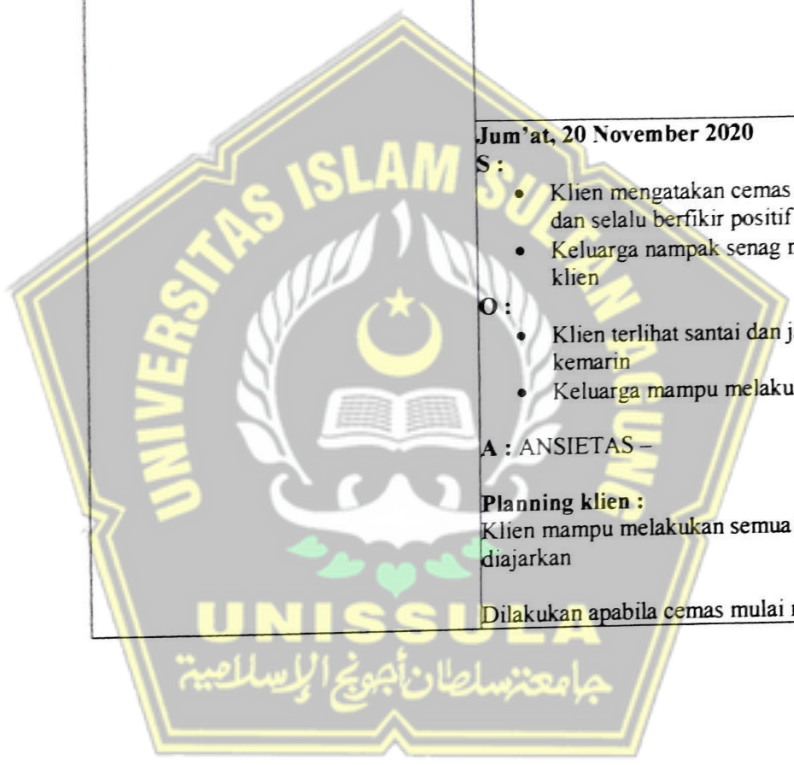 Jum'at, 20 November 2020
S :
• Klien mengatakan cemas
dan selalu berfikir positif
• Keluarga nampak senag
klien
O :
• Klien terlihat santai dan
kemarin
• Keluarga mampu
A : ANSIETAS –
Planning klien :
Klien mampu melakukan semua
diajarkan
Dilakukan apabila cemas mulai
UNIVERSITAS ISLAM SULTAN AGUNG
UNISSULA
جامعة سلطان أجونج الإسلامية